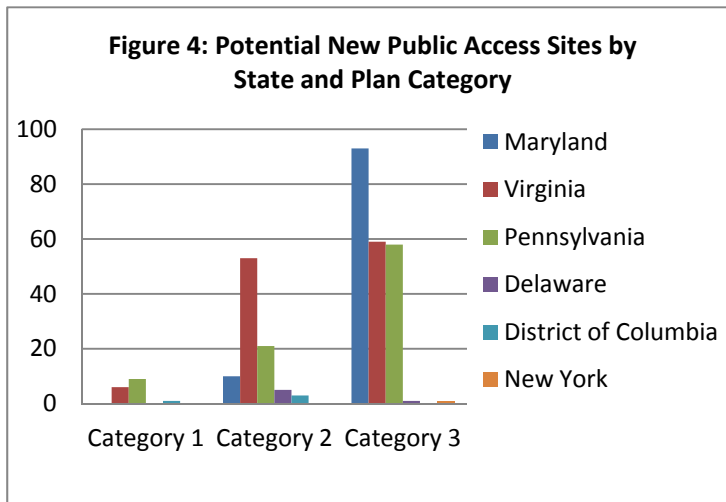 Figure 4: Potential New Public Access Sites by
State and Plan Category
100
80
60
40
20
0
Category 1 Category 2 Category 3
Maryland
Virginia
Pennsylvania
Delaware
District of Columbia
New York